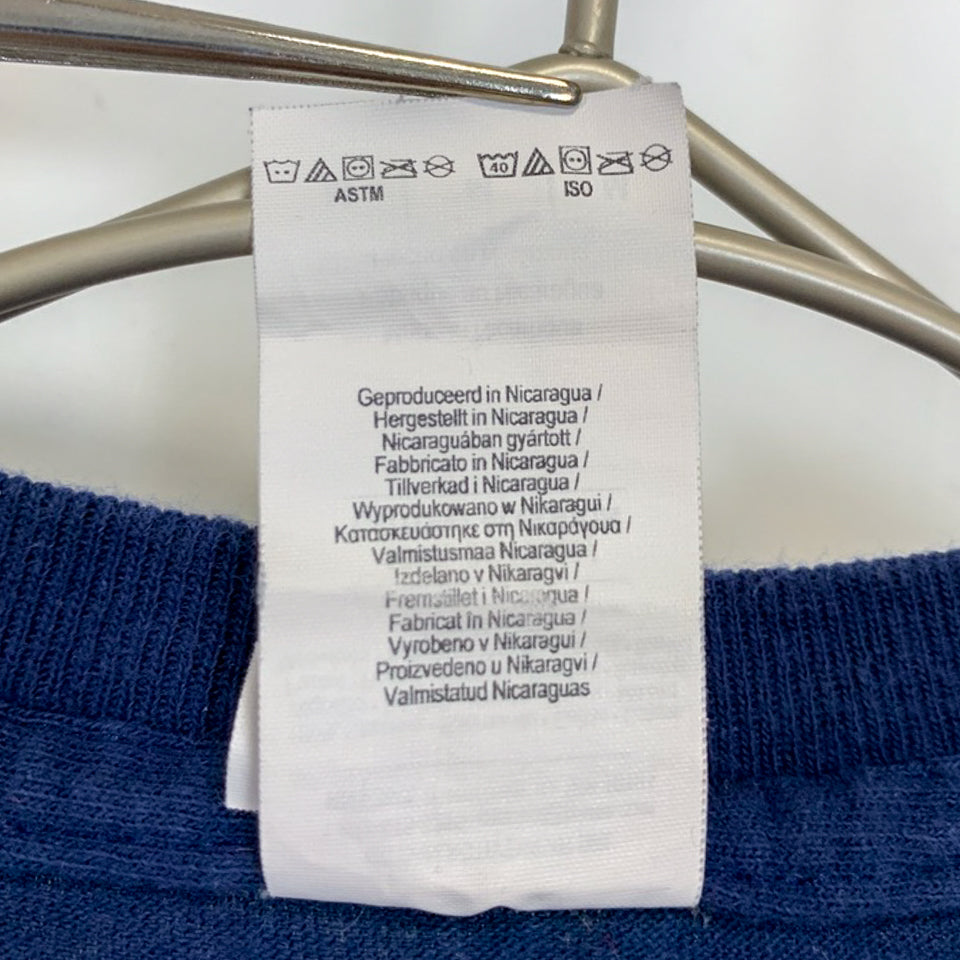 40
ASTM
ISO
Geproduceerd in Nicaragua /
Hergestellt in Nicaragua /
Nicaraguában gyártott /
Fabbricato in Nicaragua /
Tillverkad i Nicaragua /
Wyprodukowano w Nikaragui /
Κατασκευάστηκε στη Νικαράγουα /
Valmistusmaa Nicaragua /
Izdelano v Nikaragvi /
Fremstillet i Nicaragua /
Fabricat în Nicaragua /
Vyrobeno v Nikaragui /
Proizvedeno u Nikaragvi /
Valmistatud Nicaraguas